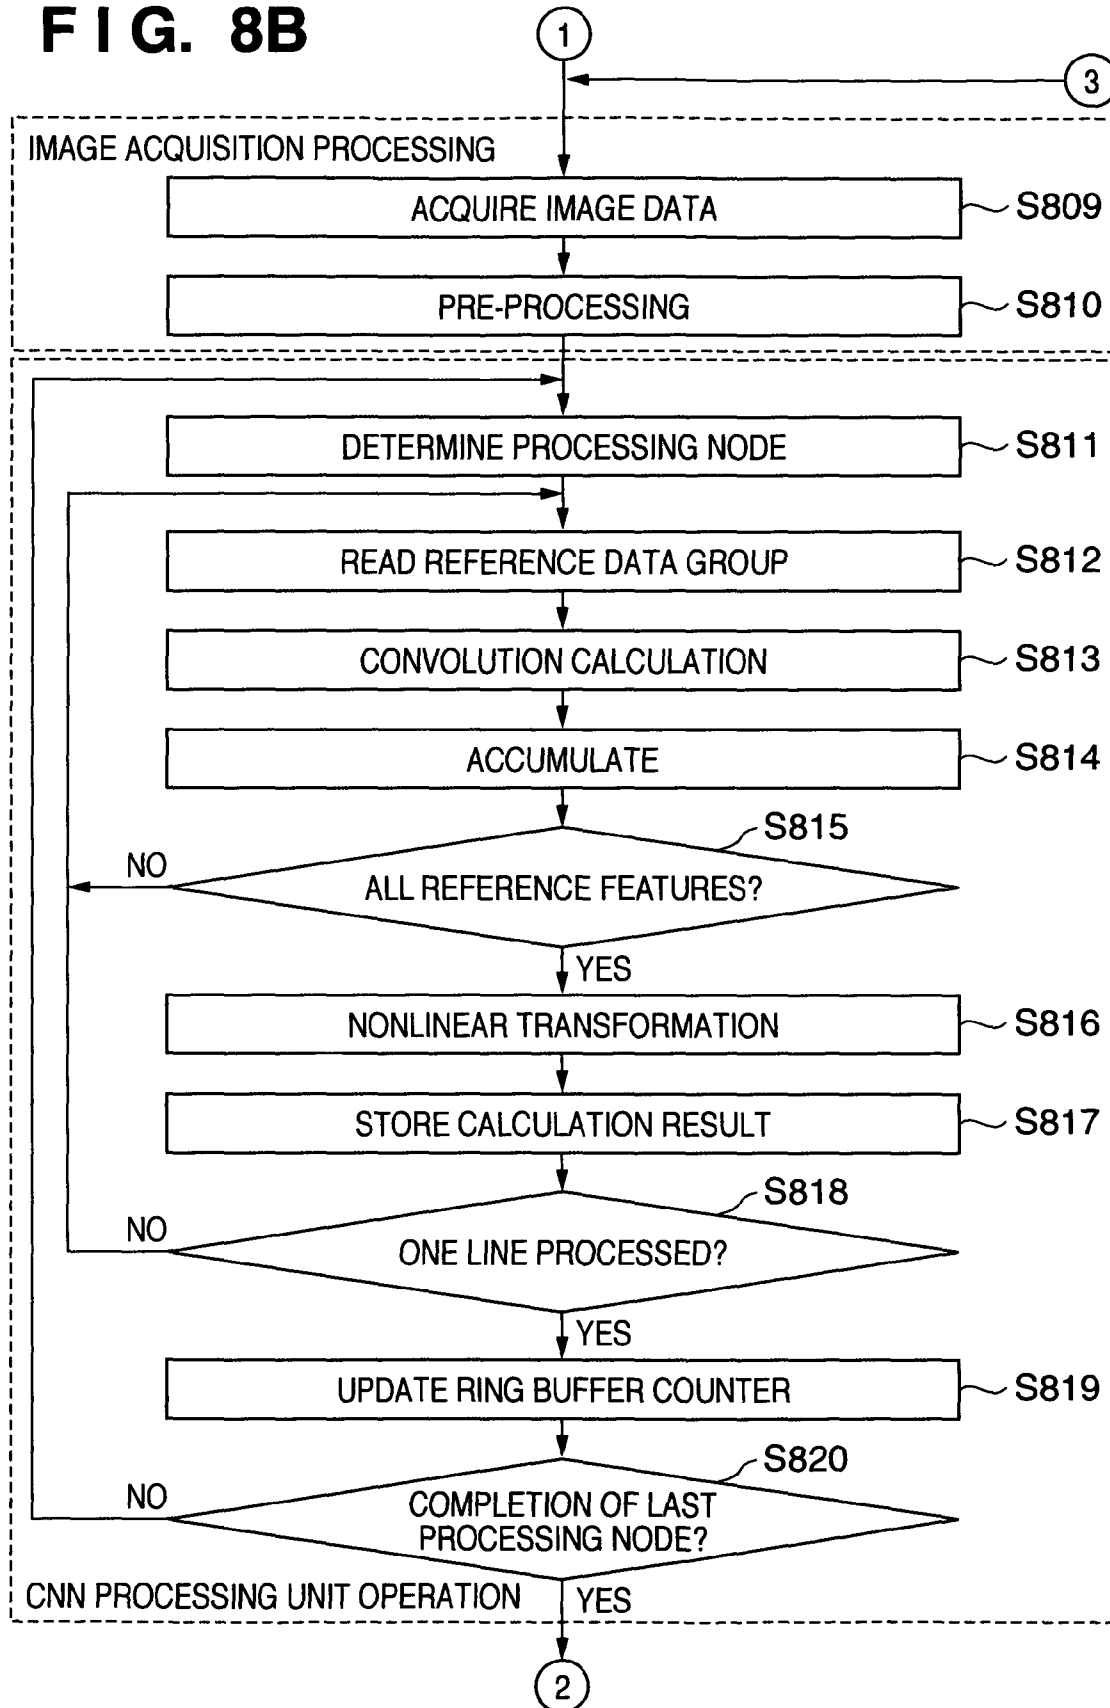 FIG. 8B
1
3
IMAGE ACQUISITION PROCESSING
ACQUIRE IMAGE DATA
S809
PRE-PROCESSING
S810
DETERMINE PROCESSING NODE
S811
READ REFERENCE DATA GROUP
S812
CONVOLUTION CALCULATION
S813
ACCUMULATE
S814
S815
NO
ALL REFERENCE FEATURES?
YES
NONLINEAR TRANSFORMATION
S816
STORE CALCULATION RESULT
S817
S818
NO
ONE LINE PROCESSED?
YES
UPDATE RING BUFFER COUNTER
S819
S820
NO
COMPLETION OF LAST
PROCESSING NODE?
CNN PROCESSING UNIT OPERATION
YES
2